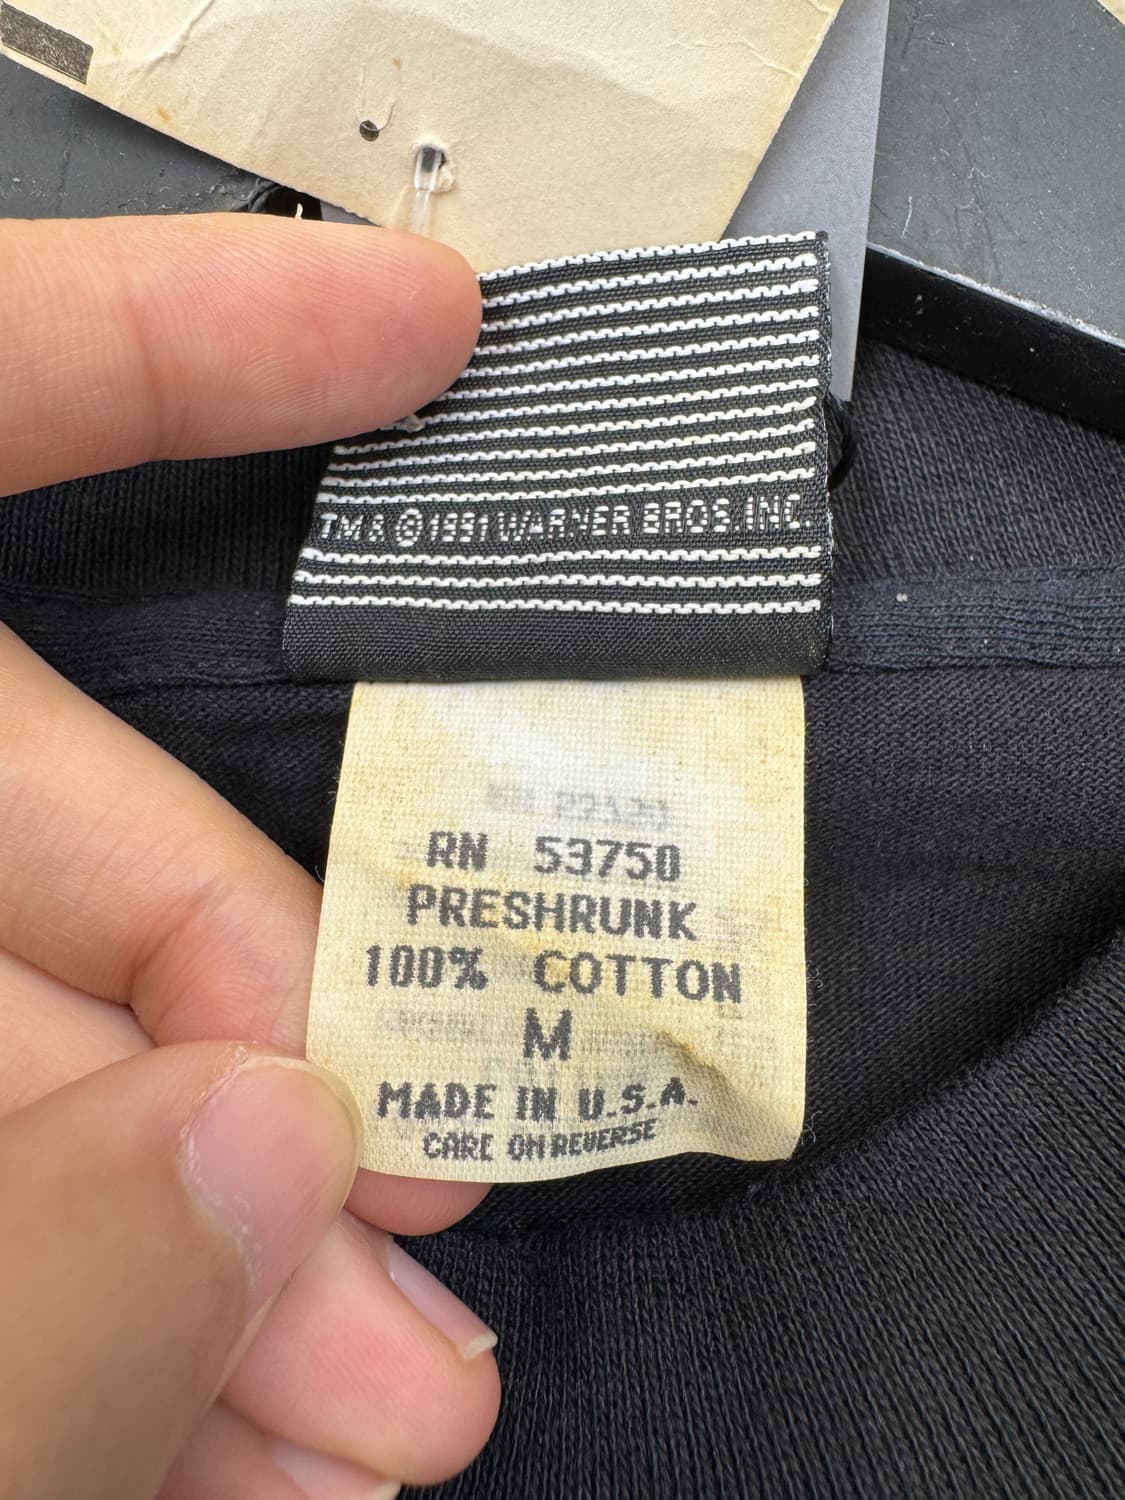 TM & © 1991 WARNER BROS. INC.
RN 53750
PRESHRUNK
100% COTTON
M
MADE IN U.S.A.
CARE ON REVERSE